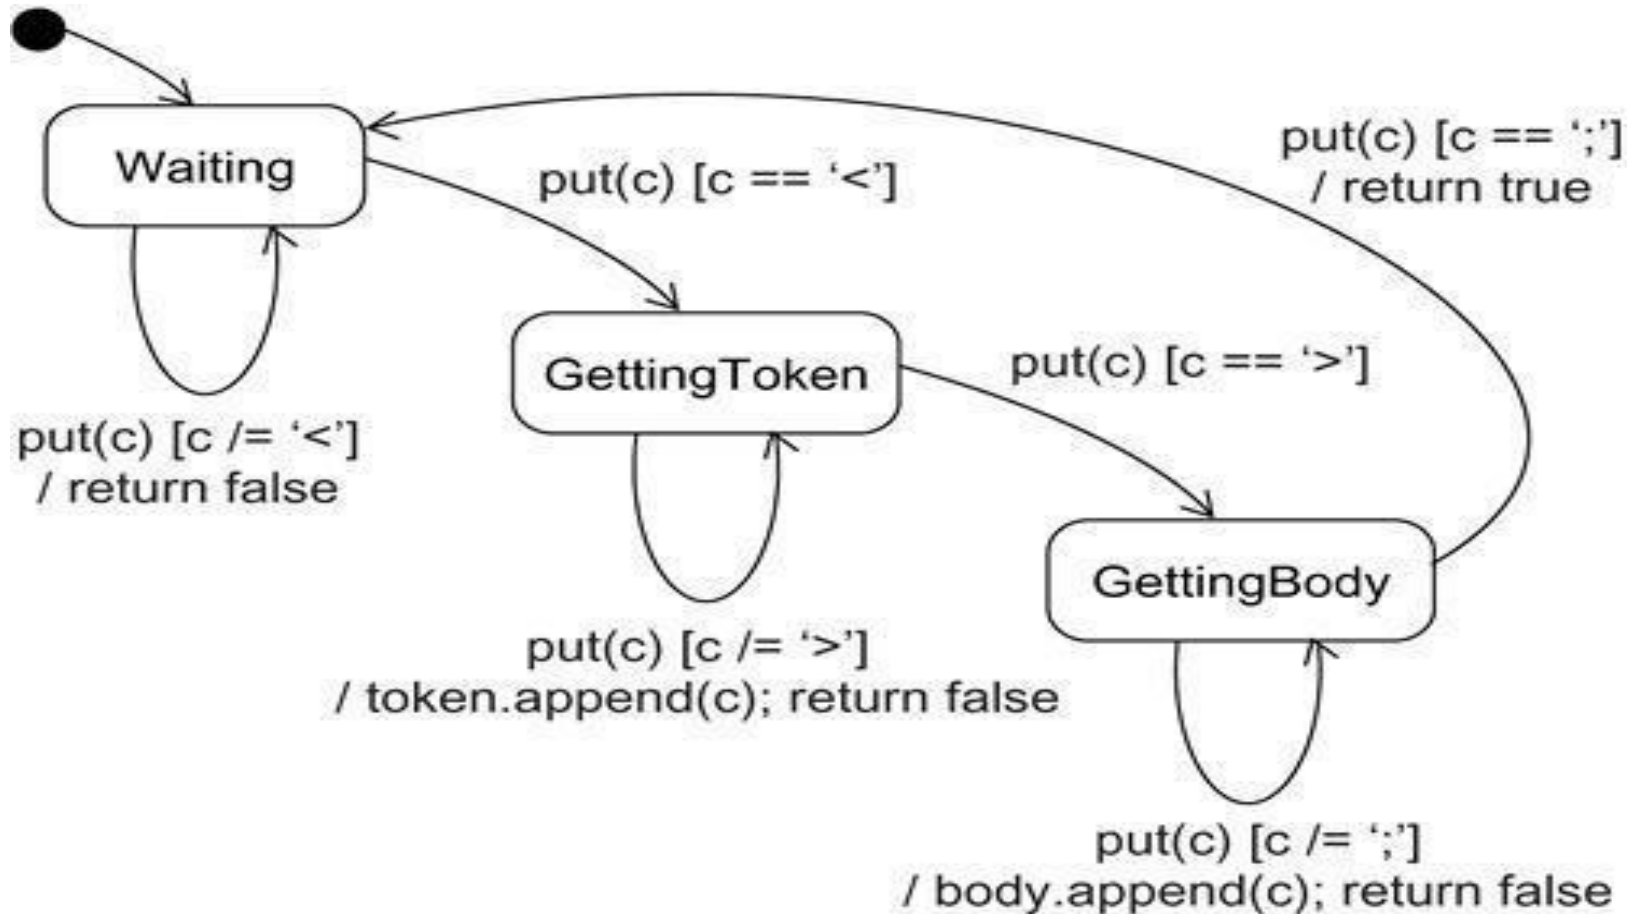 put(c) [c == ‘;’]
/ return true
Waiting
put(c) [c == ‘<’]
put(c) [c == ‘>’]
GettingToken
put(c) [c /= ‘<’]
/ return false
GettingBody
put(c) [c /= ‘>’]
/ token.append(c); return false
put(c) [c /= ‘;’]
/ body.append(c); return false